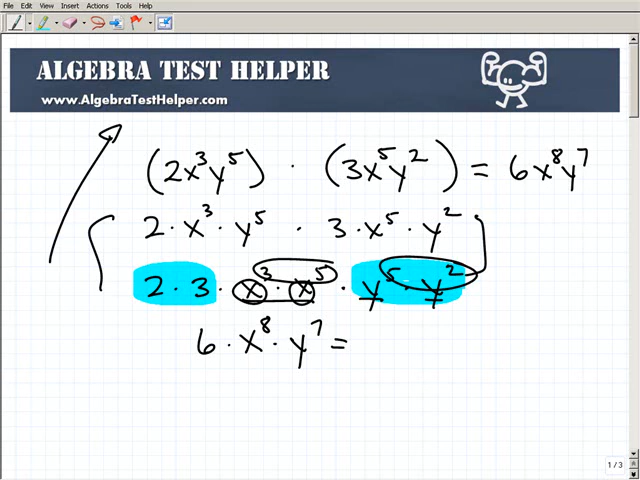 File Edit View Insert Actions Tools Help
ALGEBRA TEST HELPER
www.AlgebraTestHelper.com
(2x³y⁵) · (3x⁵y²) = 6x⁸y⁷
2 · x³ · y⁵ · 3 · x⁵ · y²
2 · 3 · x³ · x⁵ · y⁵ · y²
6 · x⁸ · y⁷ =
1 / 3